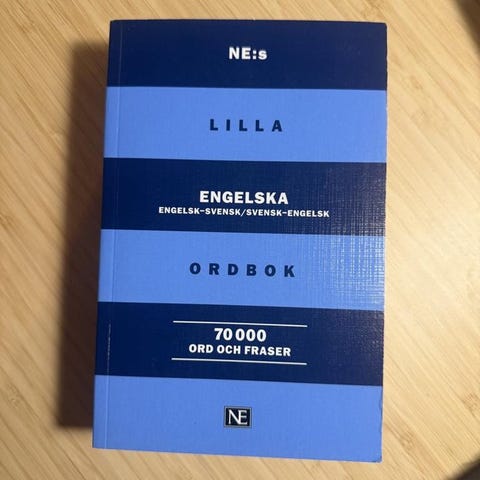 NE:s
LILLA
ENGELSKA
ENGELSK–SVENSK/SVENSK–ENGELSK
ORDBOK
70 000
ORD OCH FRASER
NE